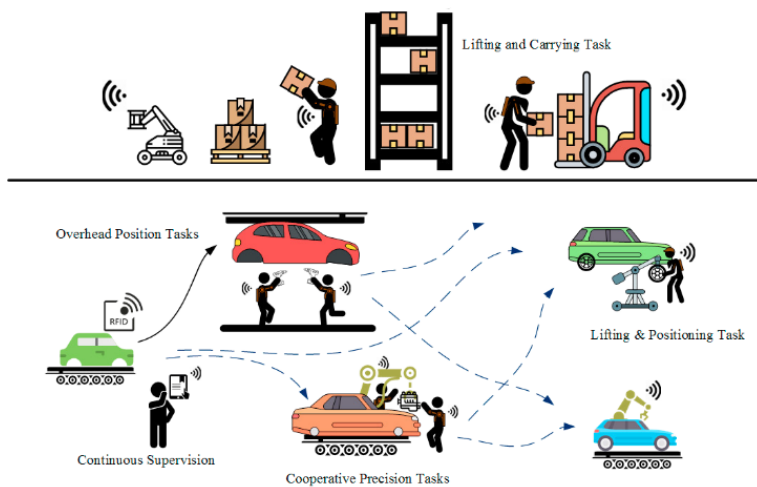 Lifting and Carrying Task
Overhead Position Tasks
RFID
Lifting & Positioning Task
Continuous Supervision
Cooperative Precision Tasks